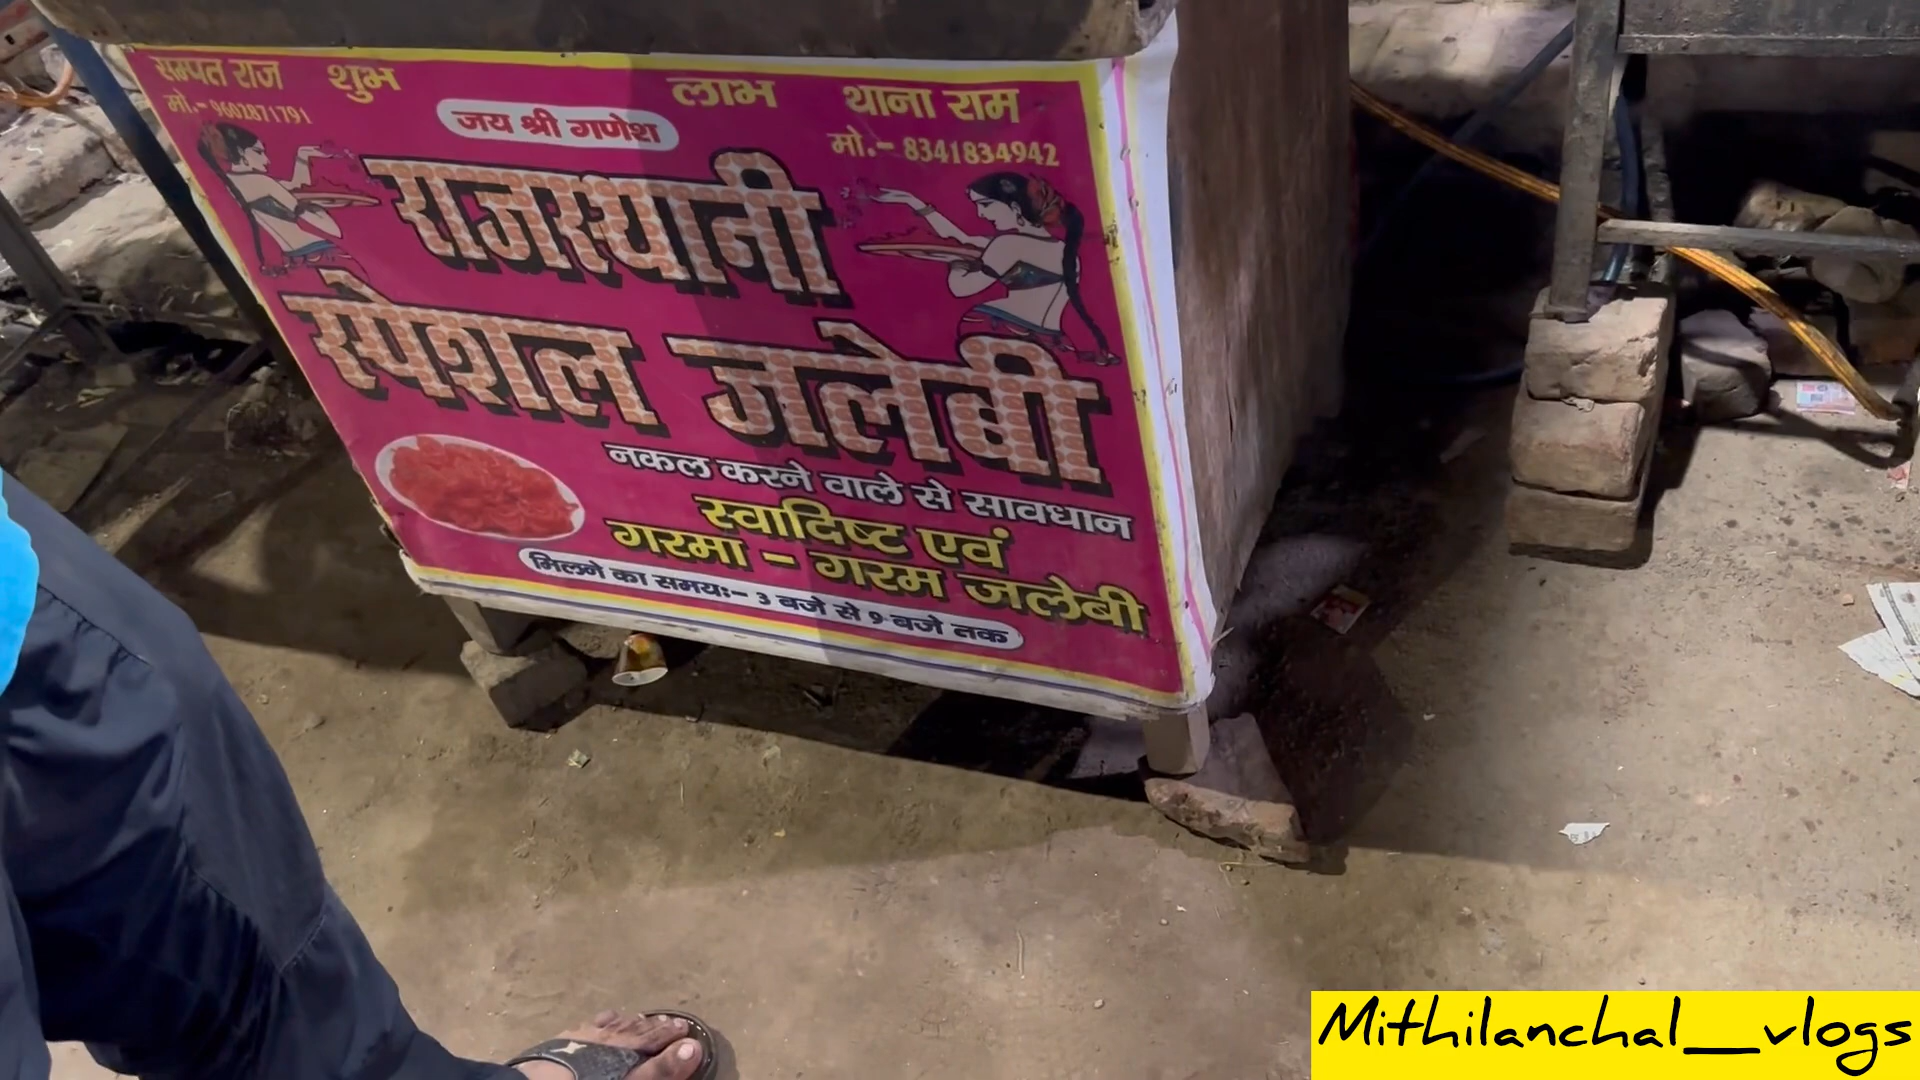 सम्पत राज शुभ लाभ थाना राम
मो.- 9602871791 जय श्री गणेश मो.- 8341834942
राजस्थानी
स्पेशल जलेबी
नकल करने वाले से सावधान
स्वादिष्ट एवं
गरमा - गरम जलेबी
मिलने का समयः- 3 बजे से 9 बजे तक
Mithilanchal_vlogs